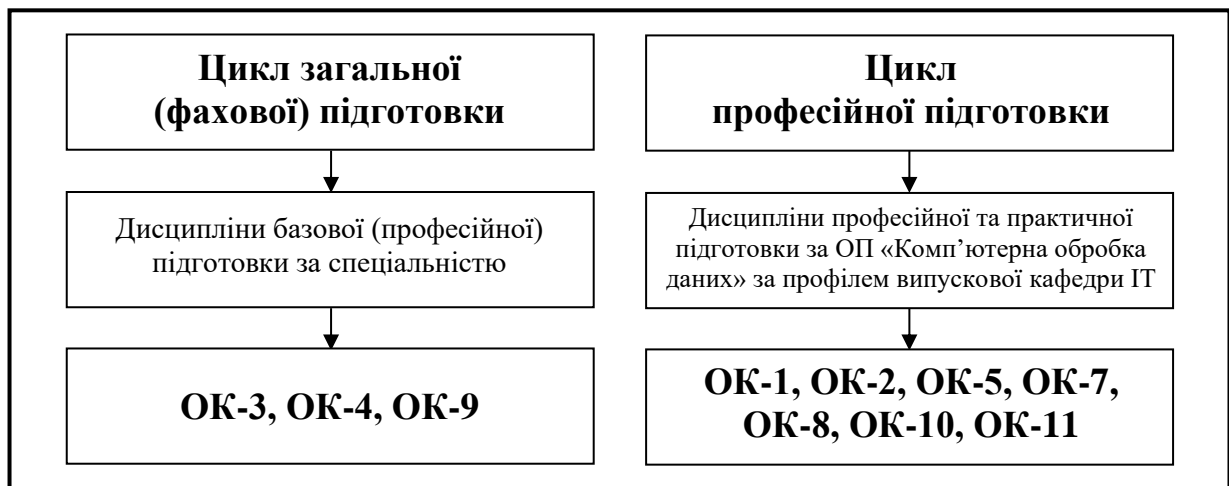 Цикл загальної
(фахової) підготовки
Дисципліни базової (професійної)
підготовки за спеціальністю
ОК-3, ОК-4, ОК-9
Цикл
професійної підготовки
Дисципліни професійної та практичної
підготовки за ОП «Комп’ютерна обробка
даних» за профілем випускової кафедри ІТ
ОК-1, ОК-2, ОК-5, ОК-7,
ОК-8, ОК-10, ОК-11